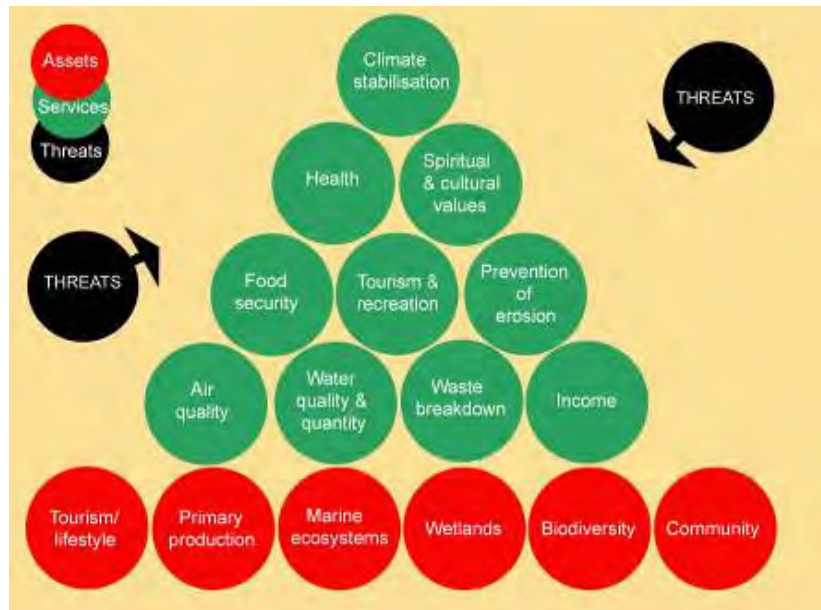 Assets
Services
Threats
THREATS
THREATS
Climate
stabilisation
Health
Spiritual
& cultural
values
Food
security
Tourism &
recreation
Prevention
of
erosion
Air
quality
Water
quality &
quantity
Waste
breakdown
Income
Tourism/
lifestyle
Primary
production
Marine
ecosystems
Wetlands
Biodiversity
Community